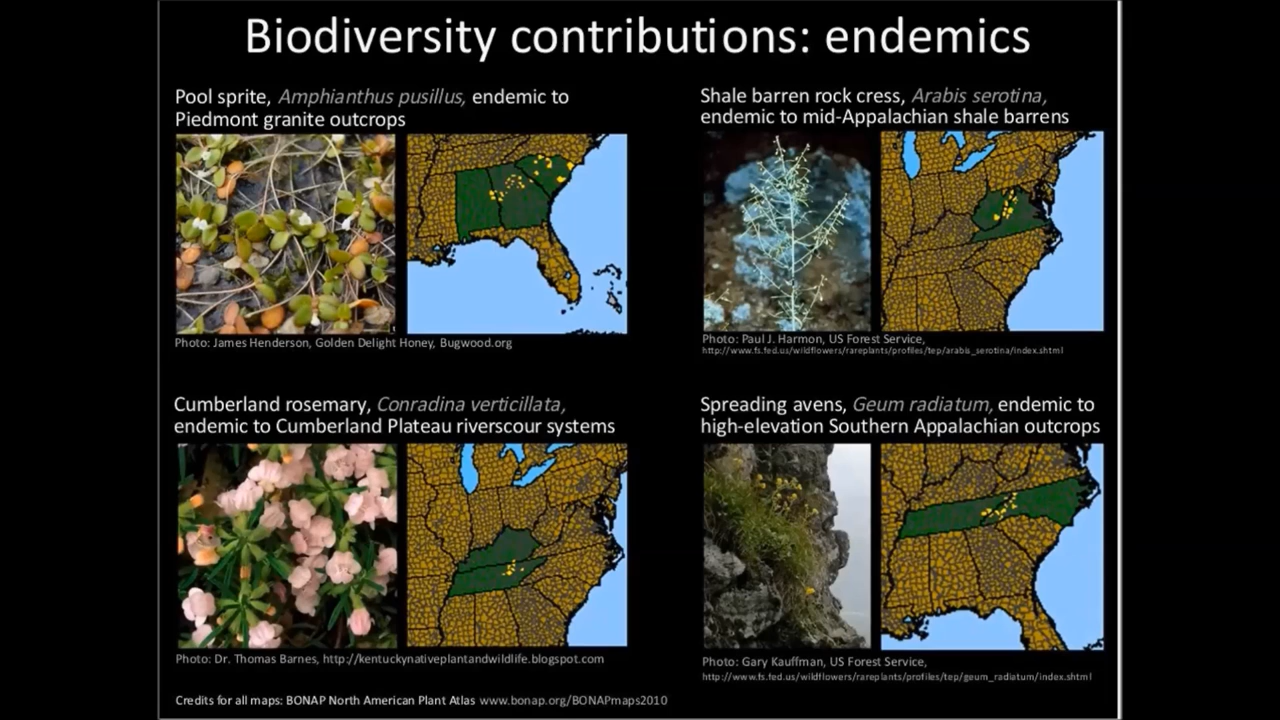 Biodiversity contributions: endemics
Pool sprite, Amphianthus pusillus, endemic to
Piedmont granite outcrops
Photo: James Henderson, Golden Delight Honey, Bugwood.org
Shale barren rock cress, Arabis serotina,
endemic to mid-Appalachian shale barrens
Photo: Paul J. Harmon, US Forest Service,
http://www.fs.fed.us/wildflowers/rareplants/profiles/tep/arabis_serotina/index.shtml
Cumberland rosemary, Conradina verticillata,
endemic to Cumberland Plateau riverscour systems
Photo: Dr. Thomas Barnes, http://kentuckynativeplantandwildlife.blogspot.com
Spreading avens, Geum radiatum, endemic to
high-elevation Southern Appalachian outcrops
Photo: Gary Kauffman, US Forest Service,
http://www.fs.fed.us/wildflowers/rareplants/profiles/tep/geum_radiatum/index.shtml
Credits for all maps: BONAP North American Plant Atlas www.bonap.org/BONAPmaps2010